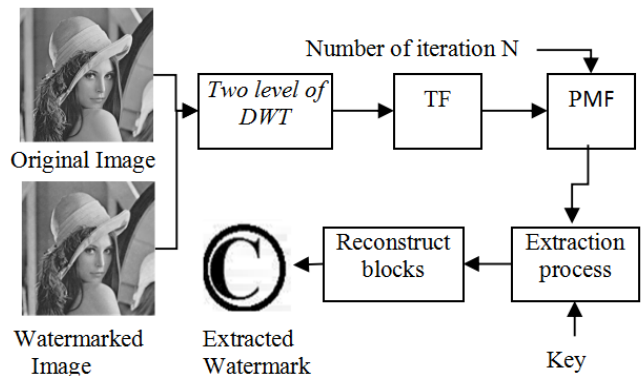 Number of iteration N
Two level of
DWT
TF
PMF
Original Image
Reconstruct
blocks
Extraction
process
C
Watermarked
Image
Extracted
Watermark
Key